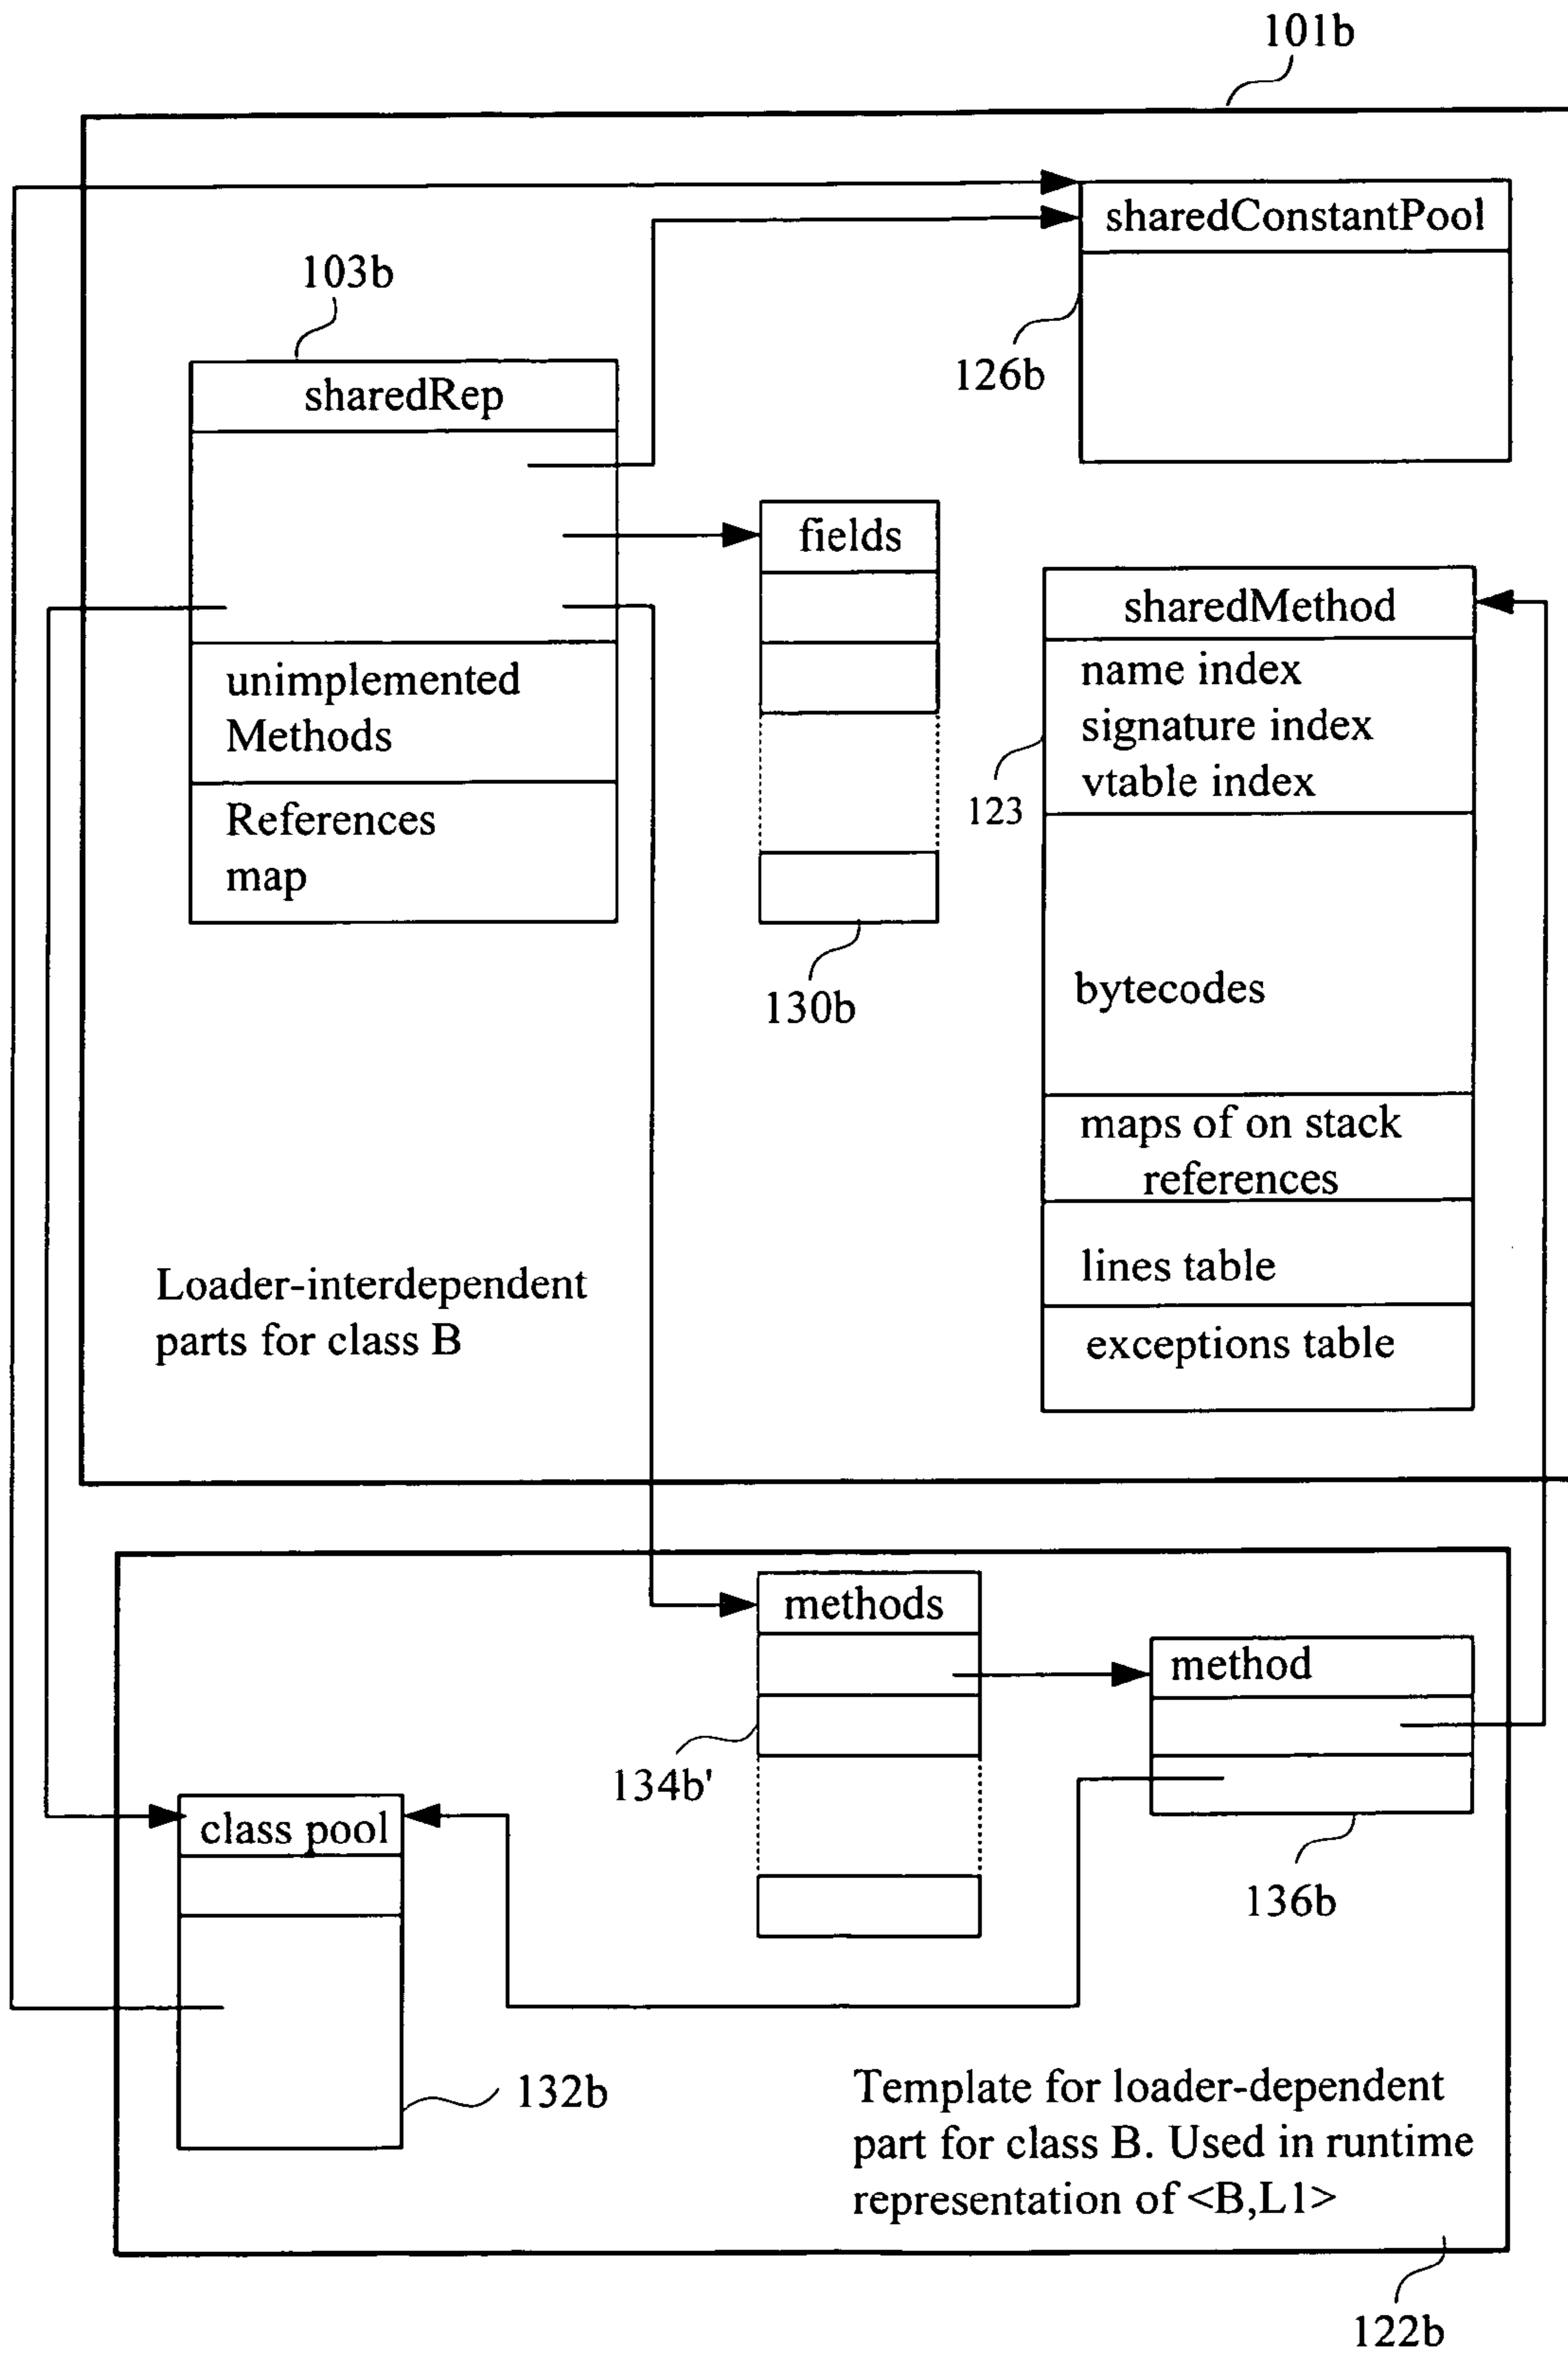 101b
sharedConstantPool
103b
126b
sharedRep
fields
sharedMethod
unimplemented
Methods
name index
signature index
vtable index
123
References
map
130b
bytecodes
maps of on stack
references
Loader-interdependent
parts for class B
lines table
exceptions table
methods
method
134b'
class pool
136b
132b
Template for loader-dependent
part for class B. Used in runtime
representation of <B,L1>
122b